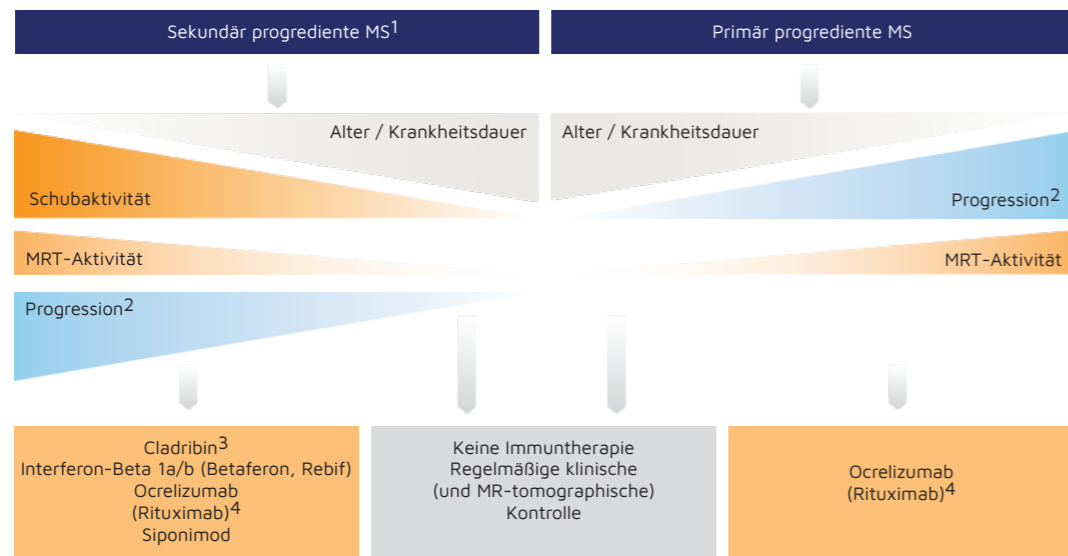 Sekundär progrediente MS1
Primär progrediente MS
Alter / Krankheitsdauer
Alter / Krankheitsdauer
Schubaktivität
Progression2
MRT-Aktivität
MRT-Aktivität
Progression2
Cladribin3
Interferon-Beta 1a/b (Betaferon, Rebif)
Ocrelizumab
(Rituximab)4
Siponimod
Keine Immuntherapie
Regelmäßige klinische
(und MR-tomographische)
Kontrolle
Ocrelizumab
(Rituximab)4